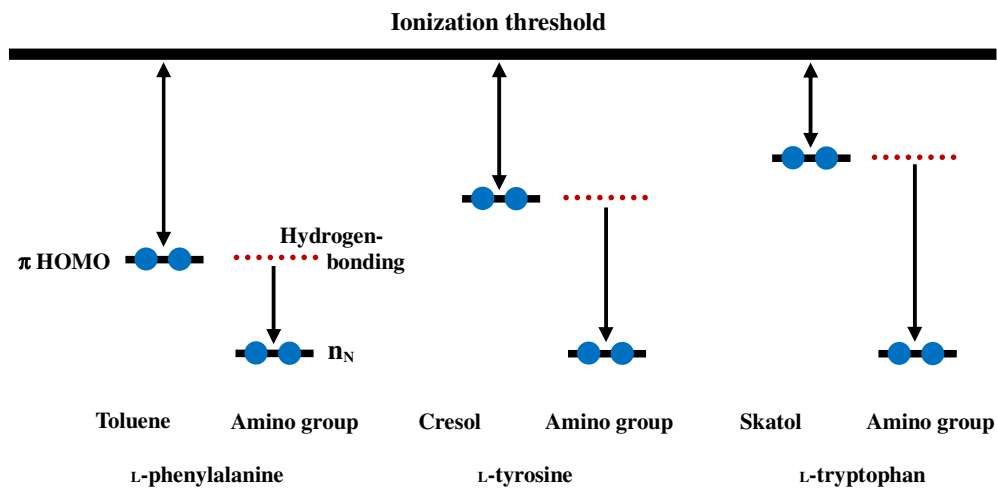 Ionization threshold
Hydrogen-
π HOMO
bonding
nN
Toluene
Amino group
Cresol
Amino group
Skatol
Amino group
L-phenylalanine
L-tyrosine
L-tryptophan